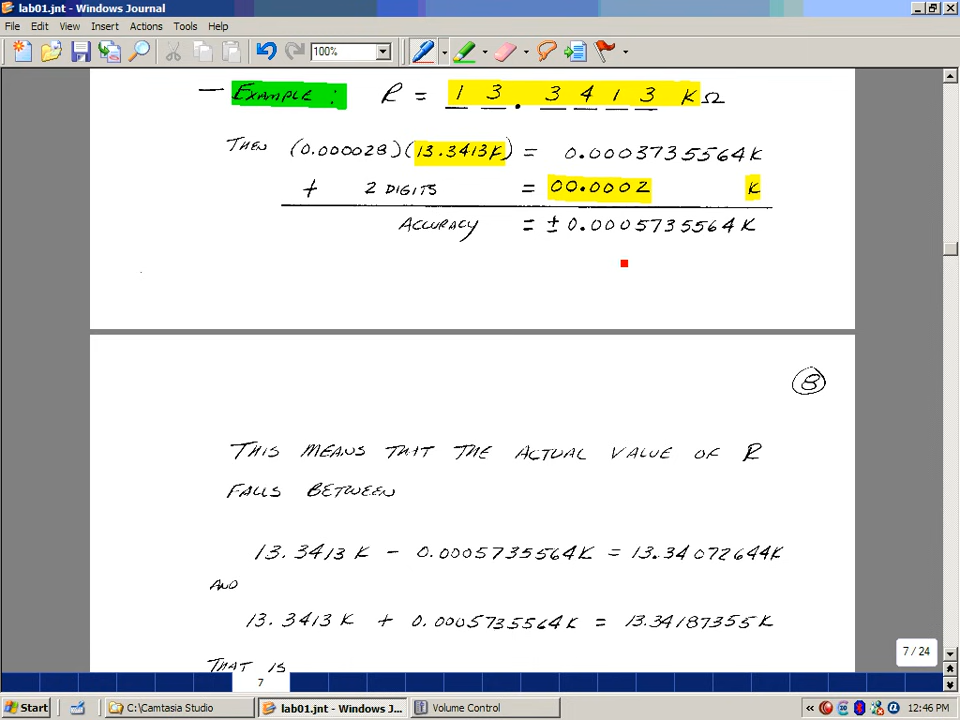 lab01.jnt - Windows Journal
File Edit View Insert Actions Tools Help
100%
— EXAMPLE: R = 1 3 . 3 4 1 3 K Ω
THEN (0.000028)(13.3413K) = 0.0003735564K
+ 2 DIGITS = 00.0002 K
ACCURACY = ± 0.0005735564 K
8
THIS MEANS THAT THE ACTUAL VALUE OF R
FALLS BETWEEN
13.3413 K - 0.0005735564K = 13.34072644K
AND
13.3413 K + 0.0005735564K = 13.34187355K
THAT IS
7 / 24
7
Start C:\Camtasia Studio lab01.jnt - Windows J... Volume Control « 12:46 PM